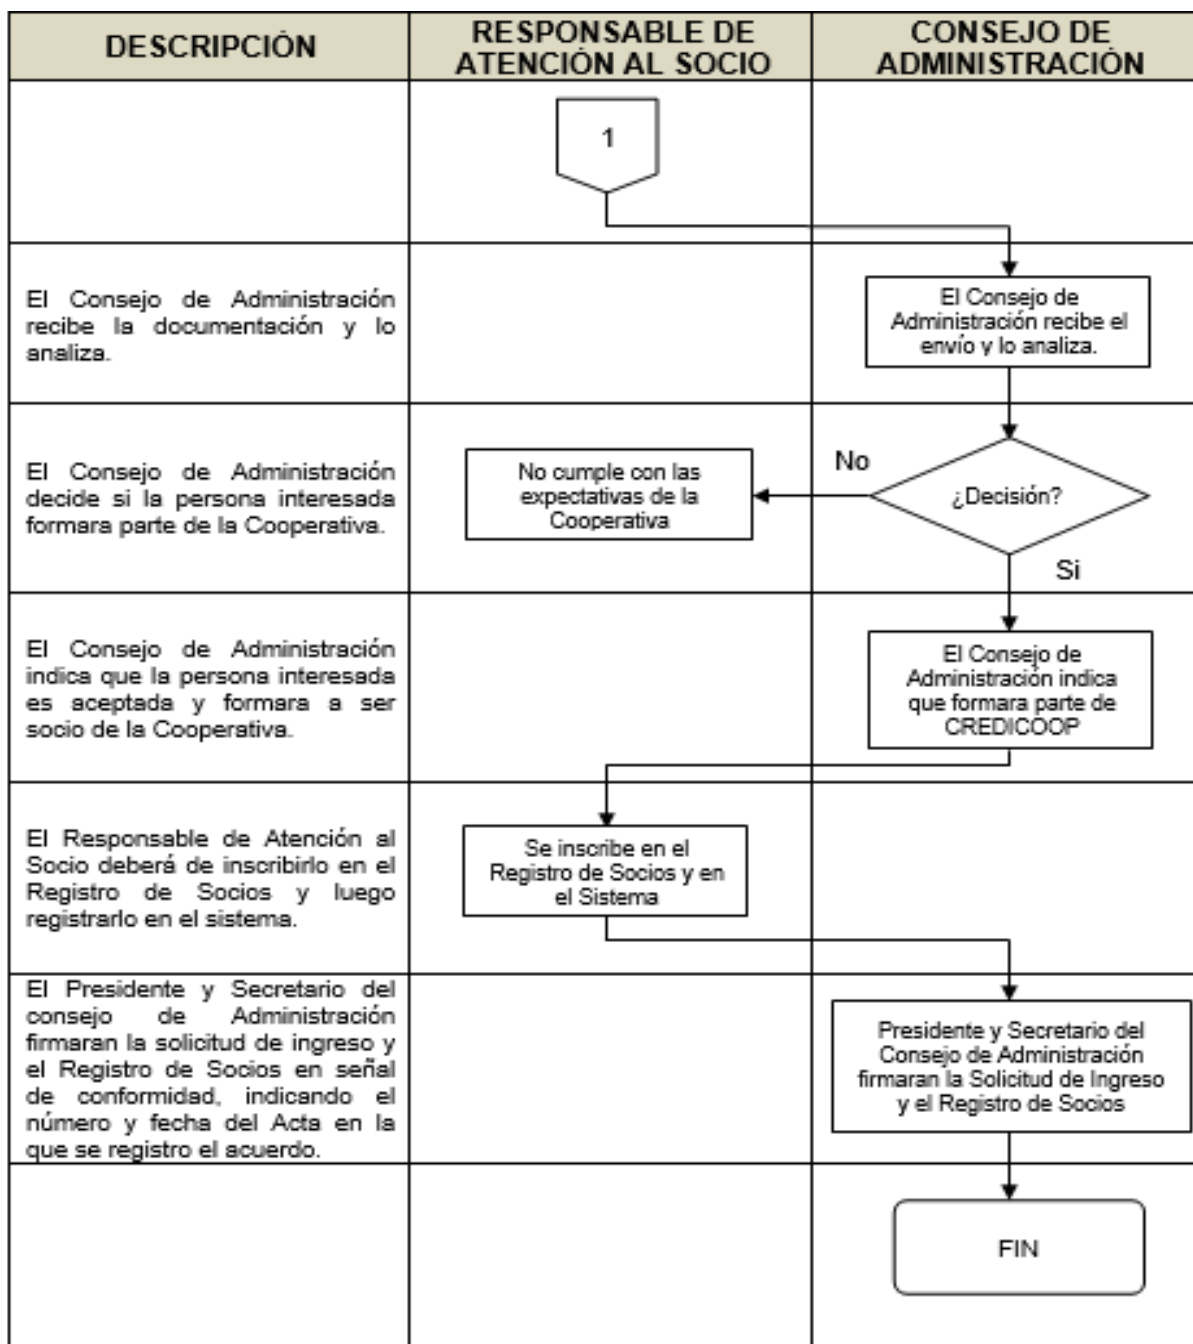 DESCRIPCIÓN
RESPONSABLE DE
ATENCIÓN AL SOCIO
CONSEJO DE
ADMINISTRACIÓN
1
El Consejo de Administración
recibe la documentación y lo
analiza.
El Consejo de
Administración recibe el
envío y lo analiza.
El Consejo de Administración
decide si la persona interesada
formara parte de la Cooperativa.
No cumple con las
expectativas de la
Cooperativa
No
¿Decisión?
Si
El Consejo de Administración
indica que la persona interesada
es aceptada y formara a ser
socio de la Cooperativa.
El Consejo de
Administración indica
que formara parte de
CREDICOOP
El Responsable de Atención al
Socio deberá de inscribirlo en el
Registro de Socios y luego
registrarlo en el sistema.
Se inscribe en el
Registro de Socios y en
el Sistema
El Presidente y Secretario del
consejo de Administración
firmaran la solicitud de ingreso y
el Registro de Socios en señal
de conformidad, indicando el
número y fecha del Acta en la
que se registro el acuerdo.
Presidente y Secretario del
Consejo de Administración
firmaran la Solicitud de Ingreso
y el Registro de Socios
FIN